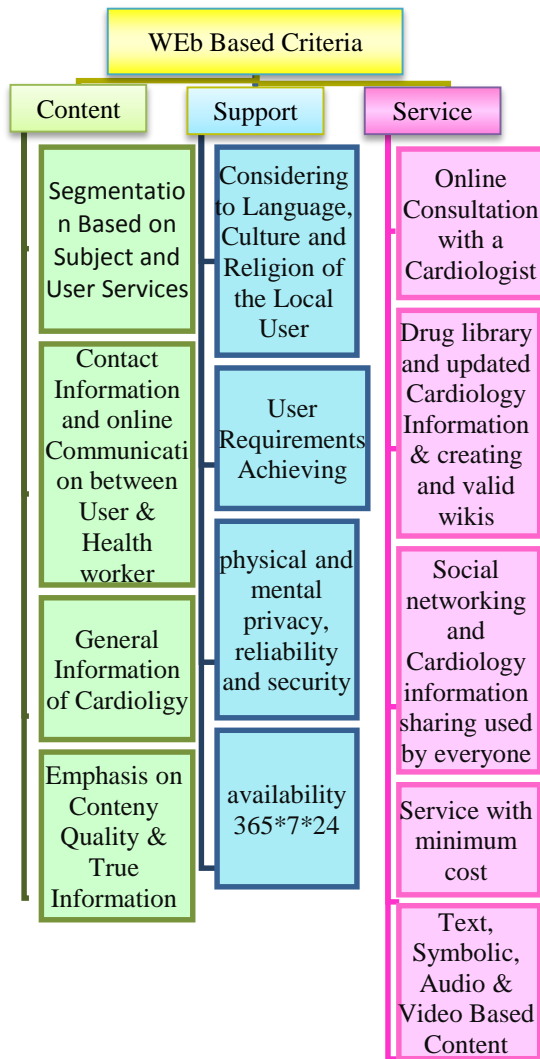 WEb Based Criteria
Content
Segmentatio
n Based on
Subject and
User Services
Contact
Information
and online
Communicati
on between
User &
Health
worker
General
Information
of Cardioligy
Emphasis on
Conteny
Quality &
True
Information
Support
Considering
to Language,
Culture and
Religion of
the Local
User
User
Requirements
Achieving
physical and
mental
privacy,
reliability
and security
availability
365*7*24
Service
Online
Consultation
with a
Cardiologist
Drug library
and updated
Cardiology
Information
& creating
and valid
wikis
Social
networking
and
Cardiology
information
sharing used
by everyone
Service with
minimum
cost
Text,
Symbolic,
Audio &
Video Based
Content